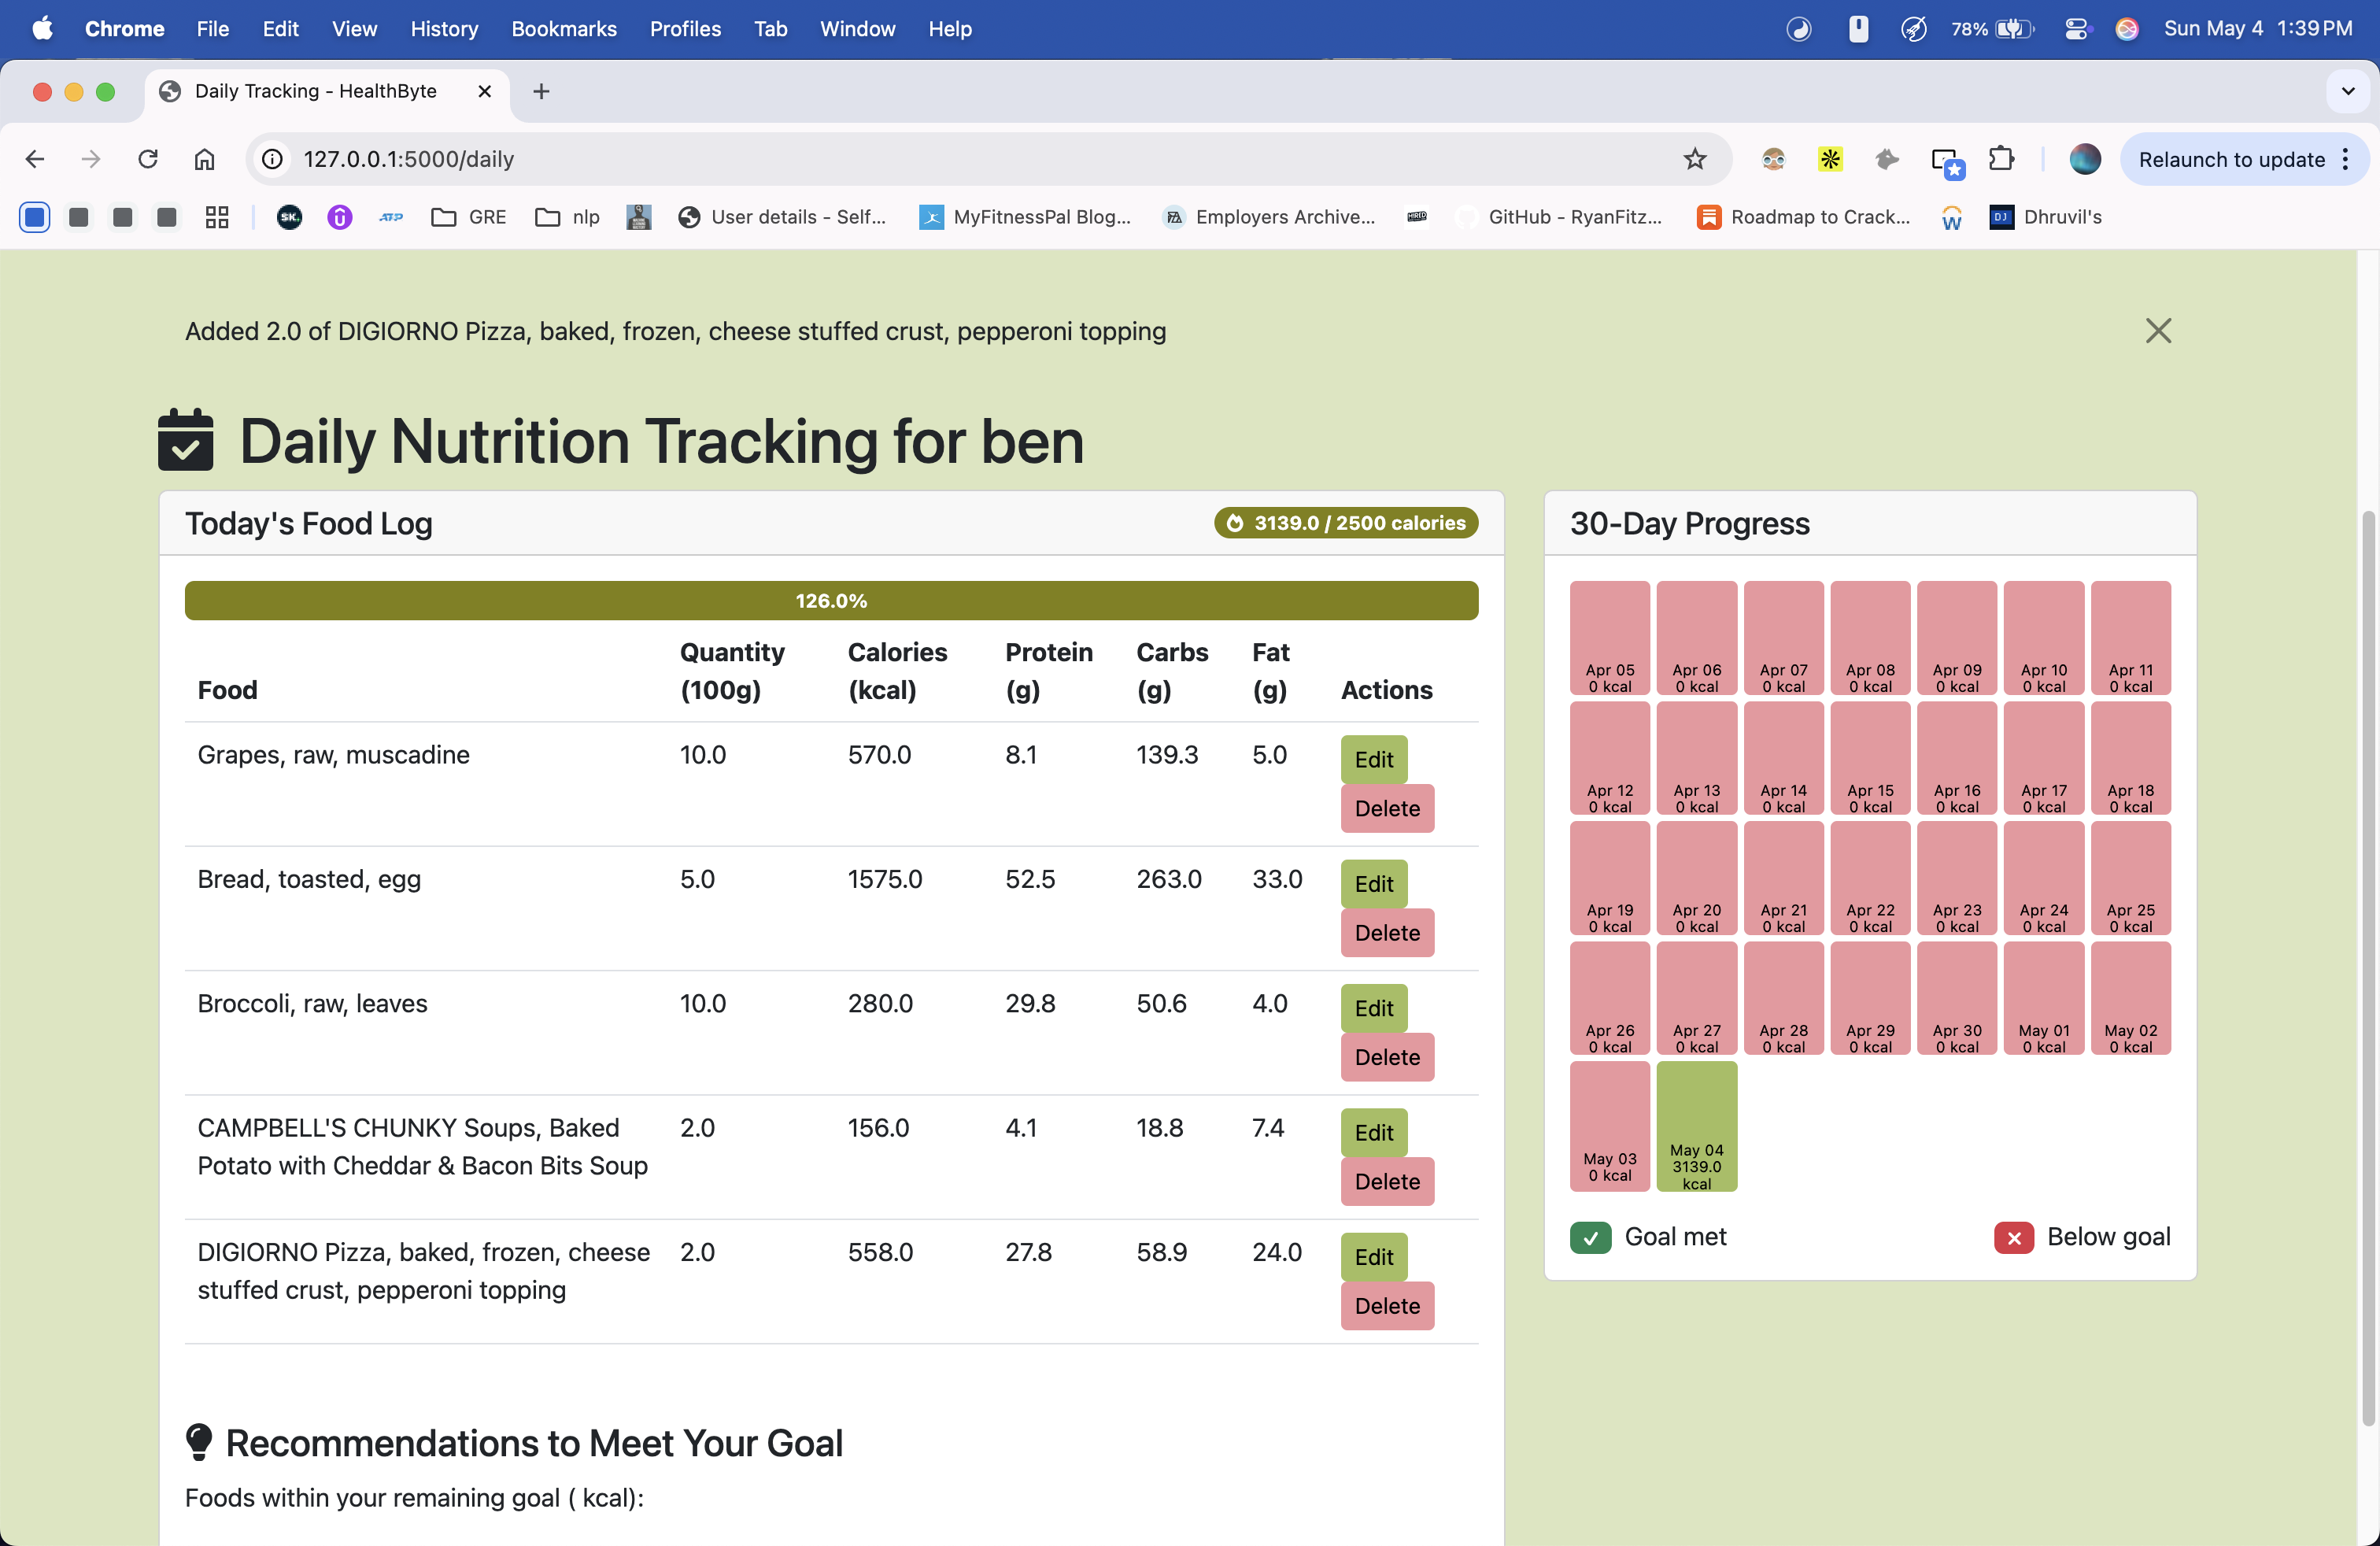 Chrome File Edit View History Bookmarks Profiles Tab Window Help 78% Sun May 4 1:39 PM
Daily Tracking - HealthByte
127.0.0.1:5000/daily Relaunch to update
SK. ATP GRE nlp User details - Self... MyFitnessPal Blog... FA Employers Archive... HIRED GitHub - RyanFitz... Roadmap to Crack... W DJ Dhruvil's
Added 2.0 of DIGIORNO Pizza, baked, frozen, cheese stuffed crust, pepperoni topping
Daily Nutrition Tracking for ben
Today's Food Log 3139.0 / 2500 calories
126.0%
Food Quantity (100g) Calories (kcal) Protein (g) Carbs (g) Fat (g) Actions
Grapes, raw, muscadine 10.0 570.0 8.1 139.3 5.0 Edit
Delete
Bread, toasted, egg 5.0 1575.0 52.5 263.0 33.0 Edit
Delete
Broccoli, raw, leaves 10.0 280.0 29.8 50.6 4.0 Edit
Delete
CAMPBELL'S CHUNKY Soups, Baked 2.0 156.0 4.1 18.8 7.4 Edit
Potato with Cheddar & Bacon Bits Soup Delete
DIGIORNO Pizza, baked, frozen, cheese 2.0 558.0 27.8 58.9 24.0 Edit
stuffed crust, pepperoni topping Delete
Recommendations to Meet Your Goal
Foods within your remaining goal ( kcal):
30-Day Progress
Apr 05 Apr 06 Apr 07 Apr 08 Apr 09 Apr 10 Apr 11
0 kcal 0 kcal 0 kcal 0 kcal 0 kcal 0 kcal 0 kcal
Apr 12 Apr 13 Apr 14 Apr 15 Apr 16 Apr 17 Apr 18
0 kcal 0 kcal 0 kcal 0 kcal 0 kcal 0 kcal 0 kcal
Apr 19 Apr 20 Apr 21 Apr 22 Apr 23 Apr 24 Apr 25
0 kcal 0 kcal 0 kcal 0 kcal 0 kcal 0 kcal 0 kcal
Apr 26 Apr 27 Apr 28 Apr 29 Apr 30 May 01 May 02
0 kcal 0 kcal 0 kcal 0 kcal 0 kcal 0 kcal 0 kcal
May 03 May 04
0 kcal 3139.0
kcal
Goal met Below goal